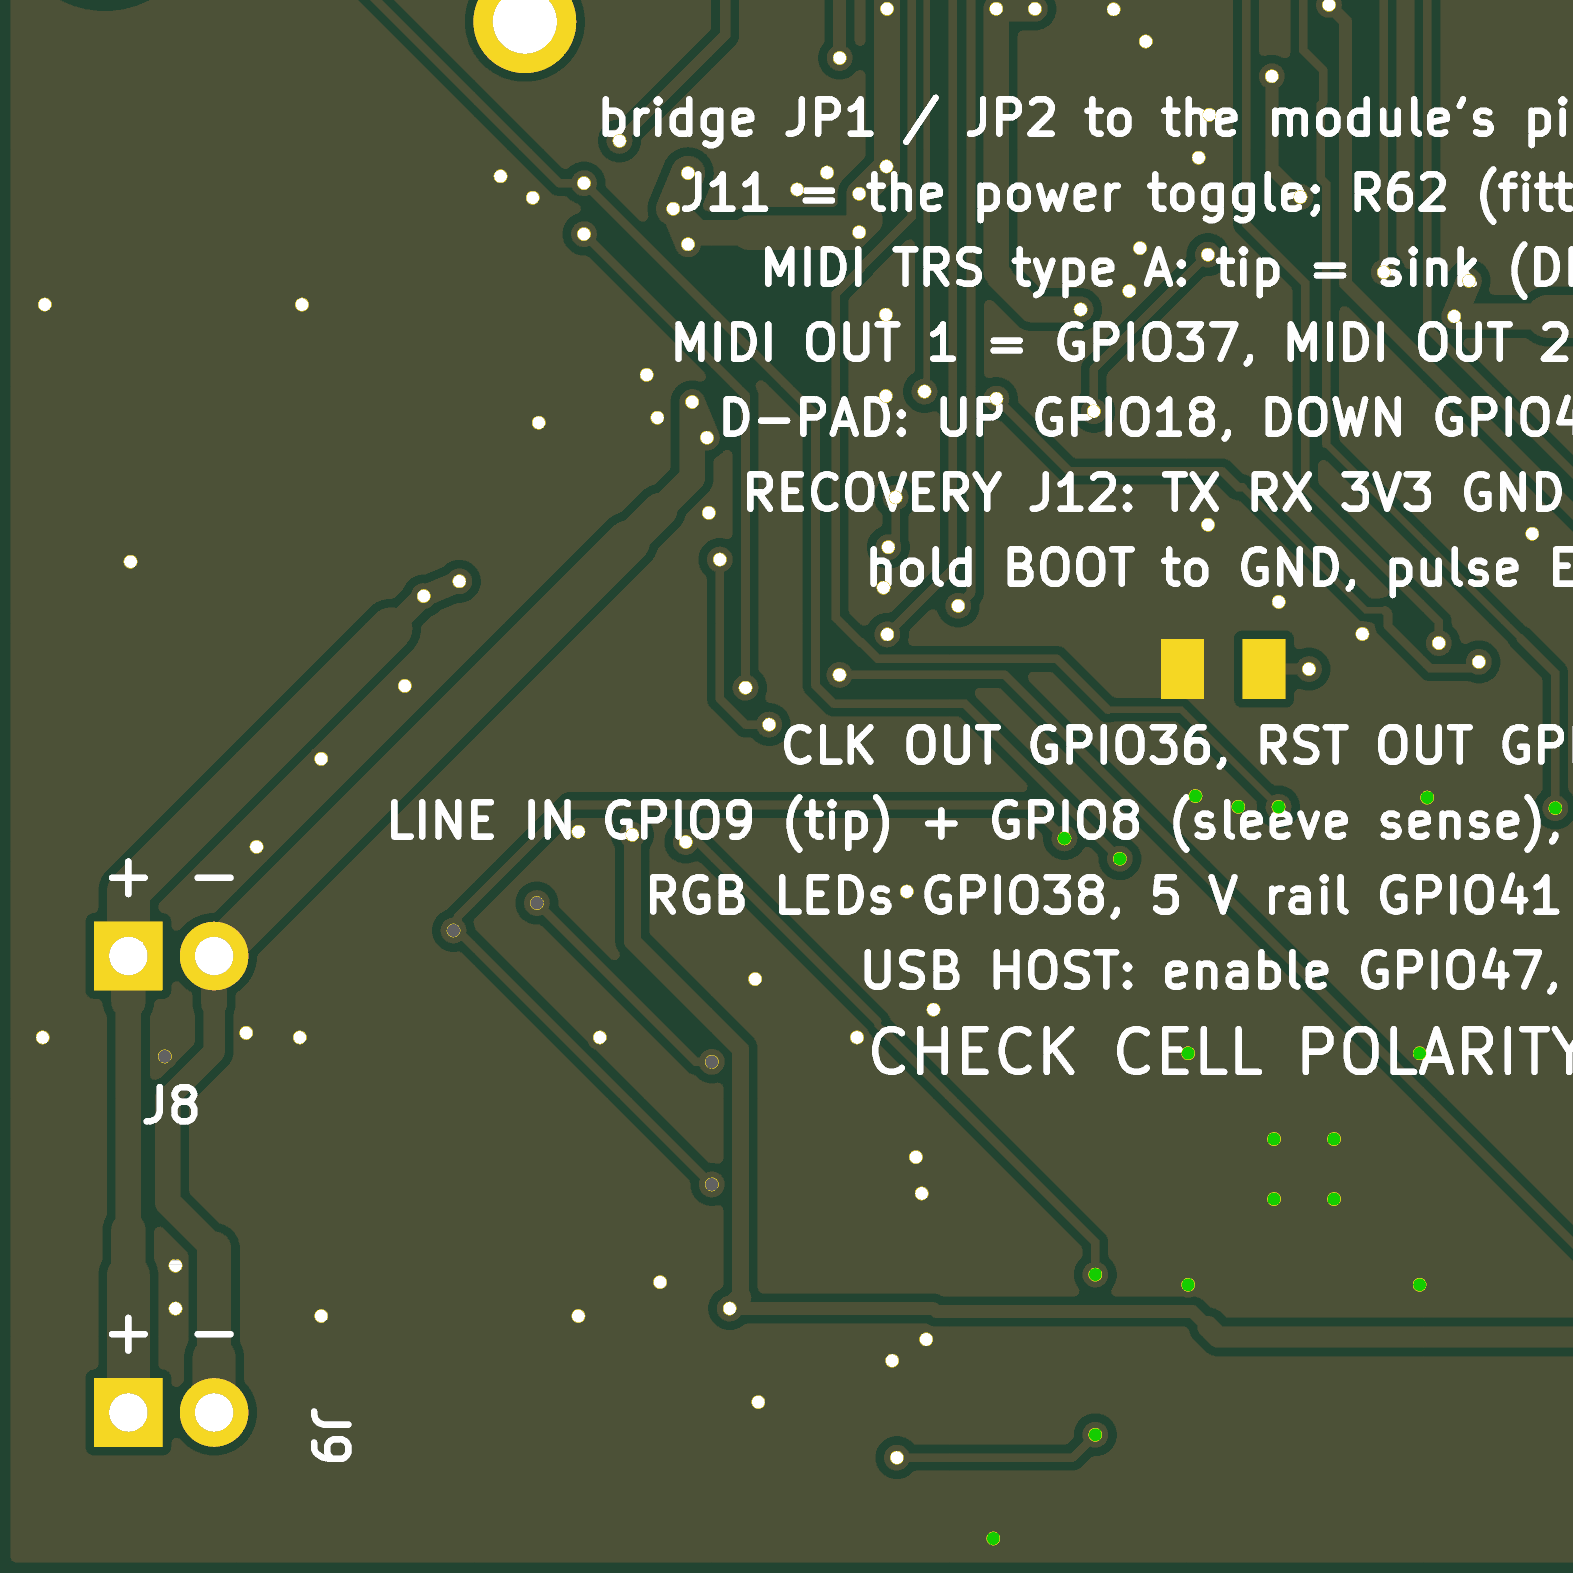 bridge JP1 / JP2 to the module's pi
J11 = the power toggle; R62 (fitt
MIDI TRS type A: tip = sink (DI
MIDI OUT 1 = GPIO37, MIDI OUT 2
D-PAD: UP GPIO18, DOWN GPIO4
RECOVERY J12: TX RX 3V3 GND
hold BOOT to GND, pulse E
CLK OUT GPIO36, RST OUT GPI
LINE IN GPIO9 (tip) + GPIO8 (sleeve sense),
RGB LEDs GPIO38, 5 V rail GPIO41
USB HOST: enable GPIO47,
CHECK CELL POLARITY
+ −
J8
+ −
J9